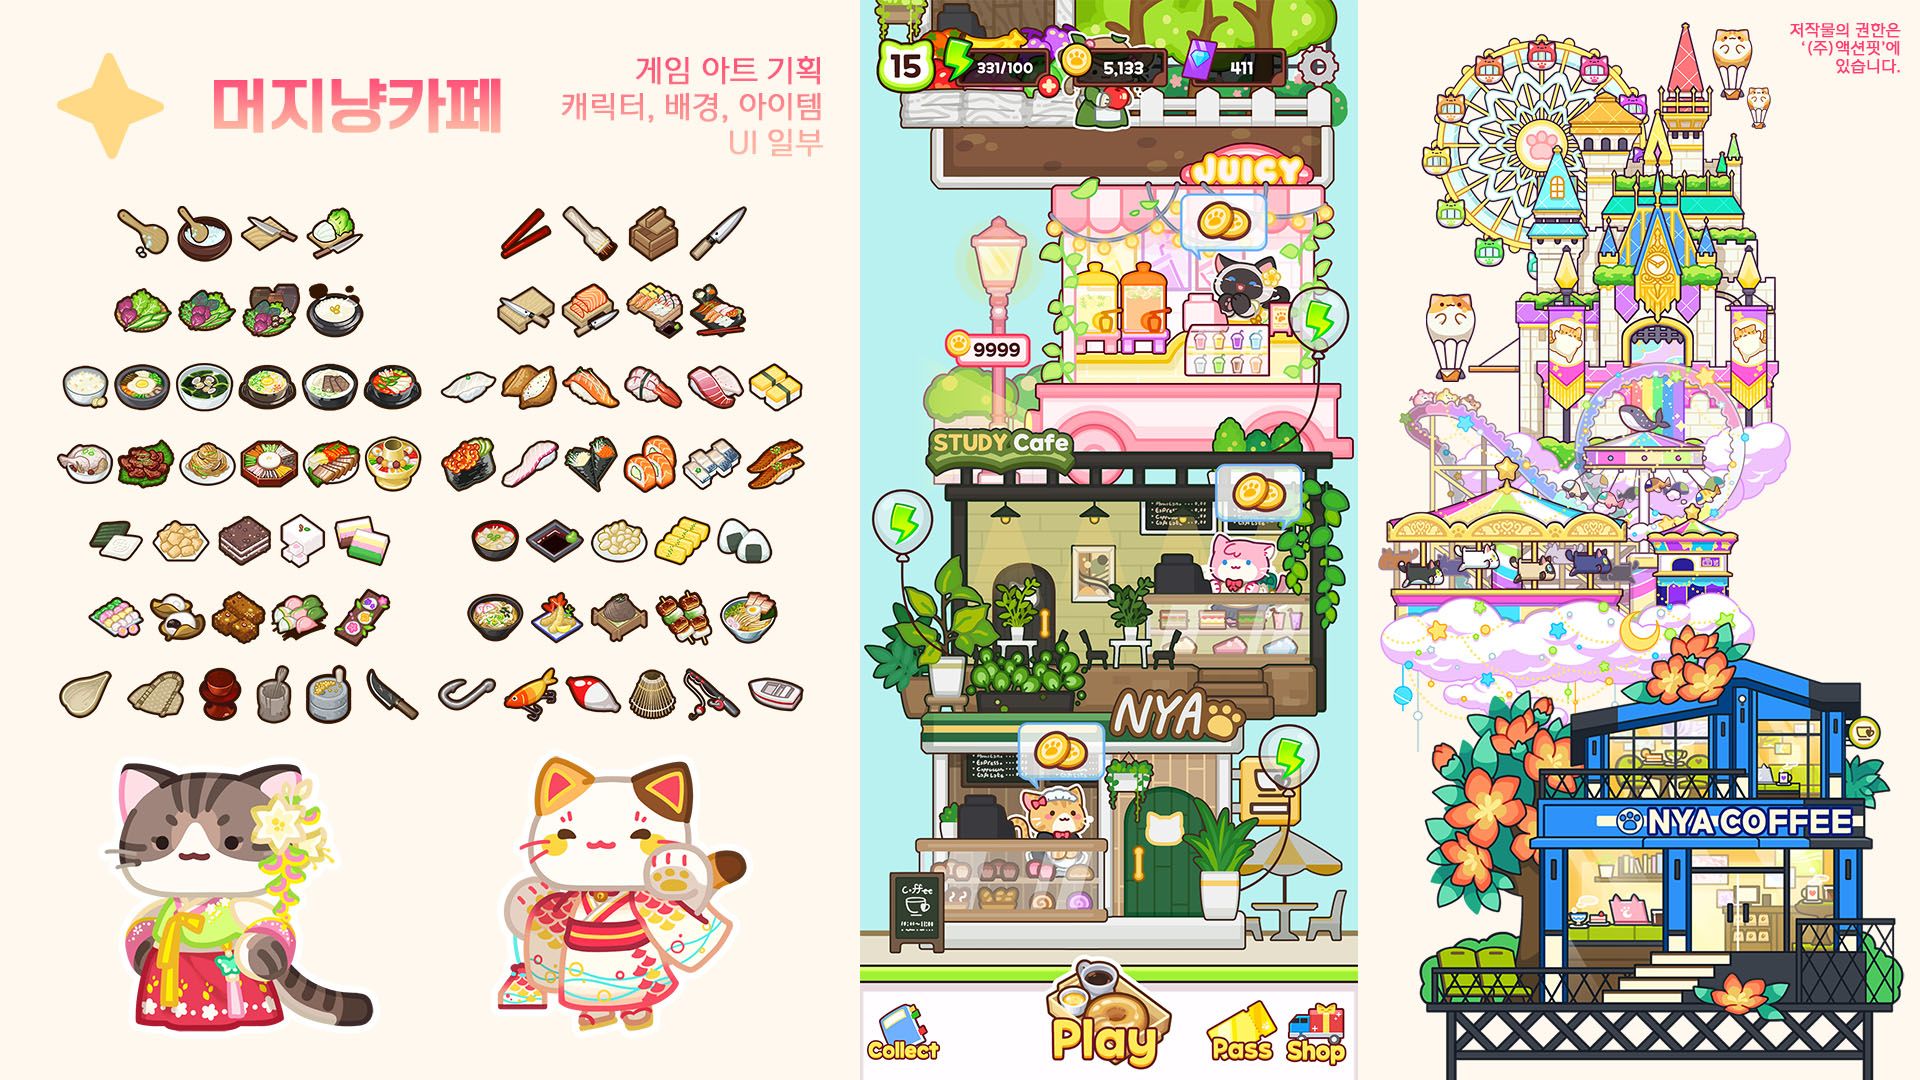 머지냥카페
게임 아트 기획
캐릭터, 배경, 아이템
UI 일부
15
331/100
5,133
411
JUICY
9999
STUDY Cafe
NYA
Coffee
Collect
Play
Pass
Shop
저작물의 권한은
‘(주)액션핏’에
있습니다.
NYA COFFEE